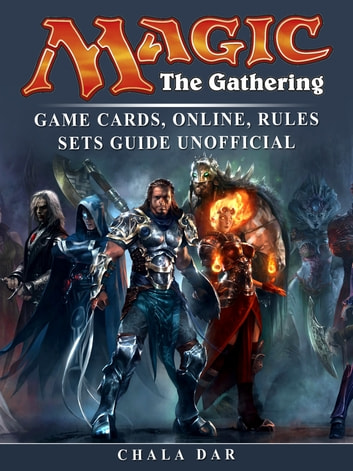 MAGIC
The Gathering
GAME CARDS, ONLINE, RULES
SETS GUIDE UNOFFICIAL
CHALA DAR